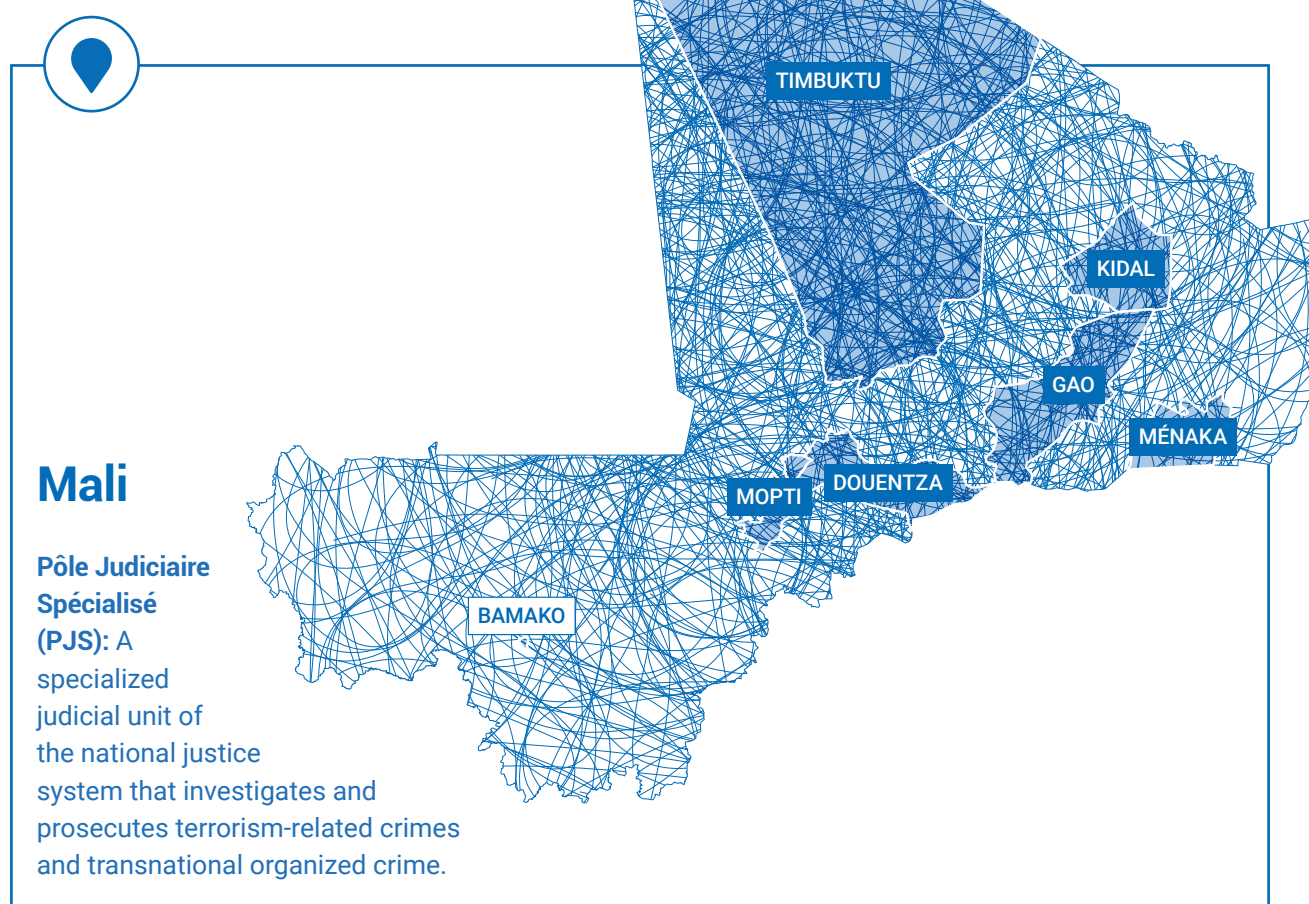 TIMBUKTU
KIDAL
GAO
MÉNAKA
DOUENTZA
MOPTI
BAMAKO
Mali
Pôle Judiciaire
Spécialisé
(PJS): A
specialized
judicial unit of
the national justice
system that investigates and
prosecutes terrorism-related crimes
and transnational organized crime.